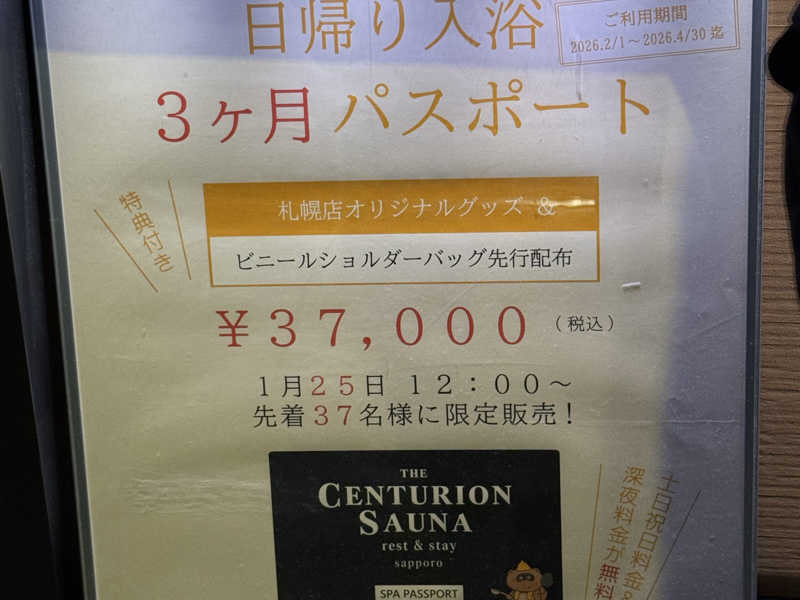 日帰り入浴
ご利用期間
2026.2/1～2026.4/30 迄
3ヶ月 パスポート
特典付き
札幌店オリジナルグッズ &
ビニールショルダーバッグ先行配布
¥37,000 (税込)
1月25日 12:00～
先着37名様に限定販売！
THE
CENTURION
SAUNA
rest & stay
sapporo
SPA PASSPORT
土日祝日料金&
深夜料金が無料